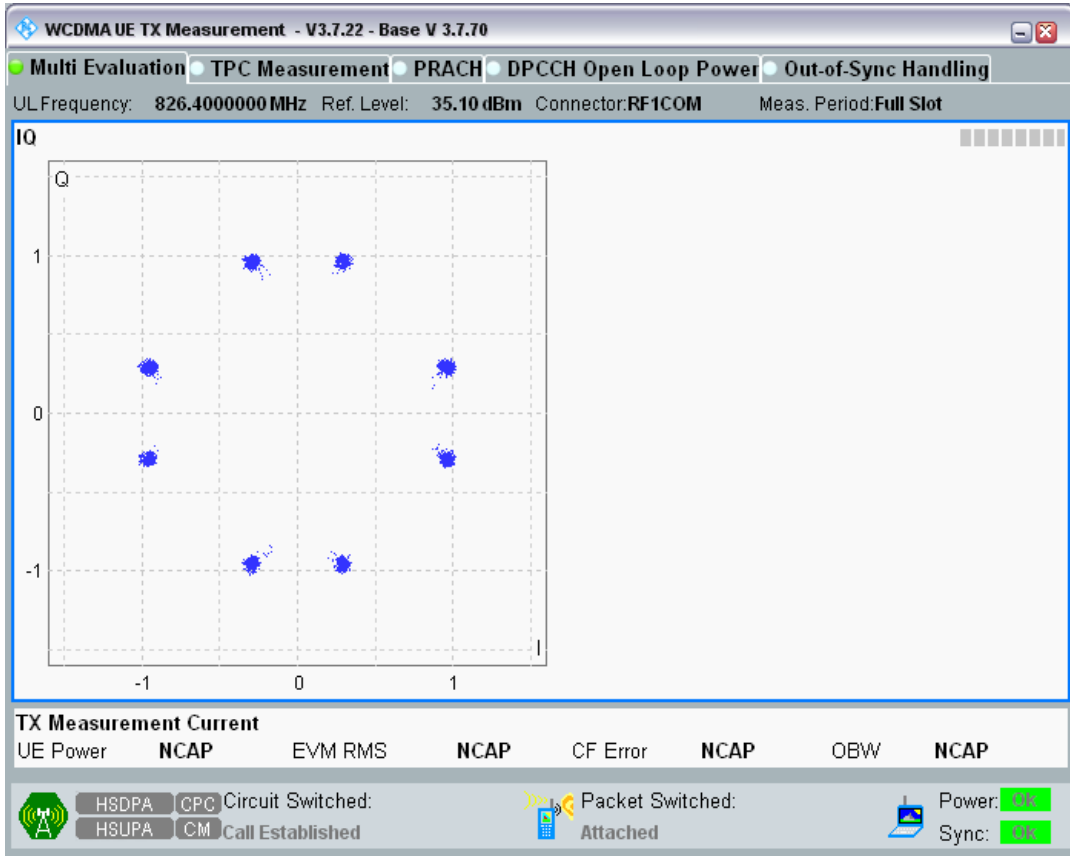 WCDMA UE TX Measurement - V3.7.22 - Base V 3.7.70
Multi Evaluation TPC Measurement PRACH DPCCH Open Loop Power Out-of-Sync Handling
UL Frequency: 826.4000000 MHz Ref. Level: 35.10 dBm Connector:RF1COM Meas. Period:Full Slot
IQ
Q
1
0
-1
I
-1 0 1
TX Measurement Current
UE Power NCAP EVM RMS NCAP CF Error NCAP OBW NCAP
HSDPA CPC Circuit Switched: Packet Switched: Power: Ok
HSUPA CM Call Established Attached Sync: Ok